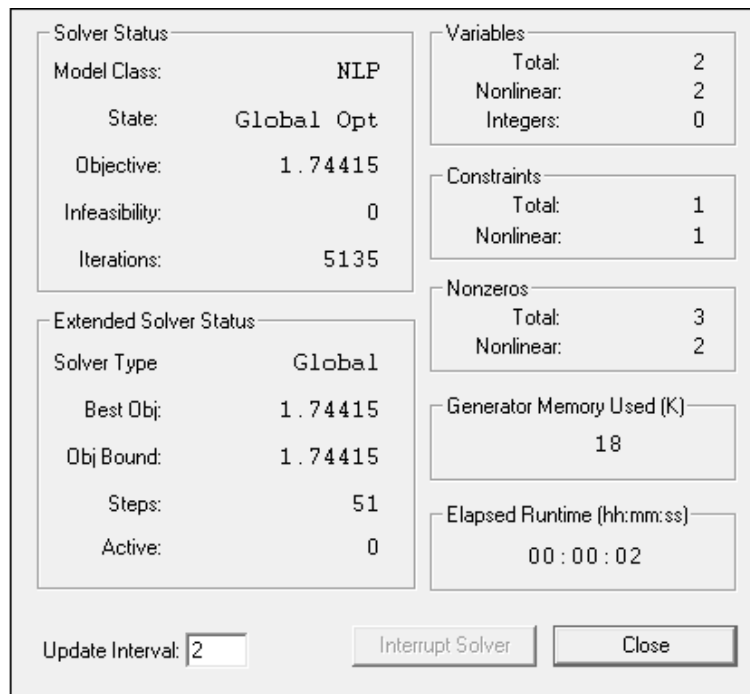 Solver Status
Model Class: NLP
State: Global Opt
Objective: 1.74415
Infeasibility: 0
Iterations: 5135
Extended Solver Status
Solver Type Global
Best Obj: 1.74415
Obj Bound: 1.74415
Steps: 51
Active: 0
Variables
Total: 2
Nonlinear: 2
Integers: 0
Constraints
Total: 1
Nonlinear: 1
Nonzeros
Total: 3
Nonlinear: 2
Generator Memory Used (K)
18
Elapsed Runtime (hh:mm:ss)
00:00:02
Update Interval: 2
Interrupt Solver
Close